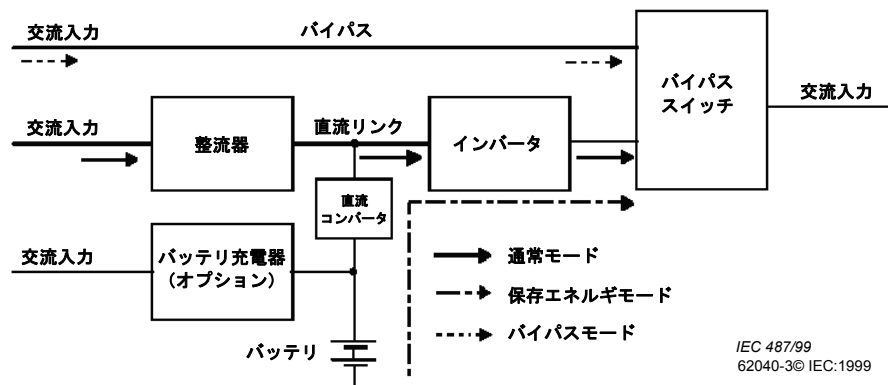 交流入力
バイパス
バイパス
スイッチ
交流入力
交流入力
整流器
直流リンク
インバータ
直流
コンバータ
交流入力
バッテリ充電器
（オプション）
バッテリ
通常モード
保存エネルギモード
バイパスモード
IEC 487/99
62040-3© IEC:1999